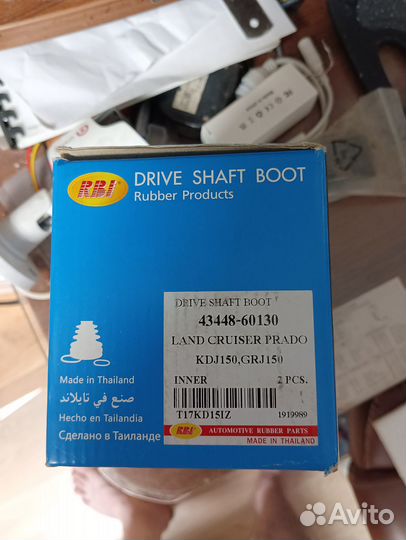 RBI
DRIVE SHAFT BOOT
Rubber Products
DRIVE SHAFT BOOT
43448-60130
LAND CRUISER PRADO
KDJ150,GRJ150
INNER 2 PCS.
T17KD15IZ 1919989
RBI AUTOMOTIVE RUBBER PARTS
MADE IN THAILAND
Made in Thailand
صنع في تايلاند
Hecho en Tailandia
Сделано в Таиланде
Avito